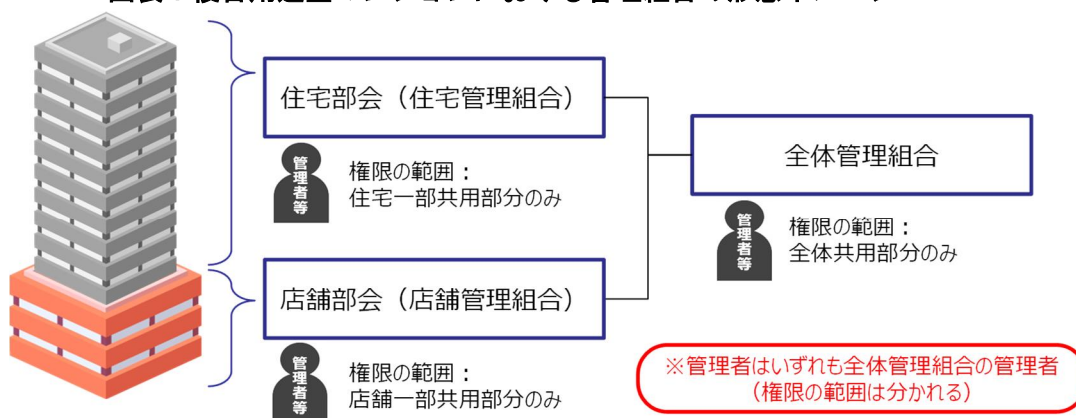 住宅部会（住宅管理組合）
管理者等
権限の範囲：
住宅一部共用部分のみ
全体管理組合
管理者等
権限の範囲：
全体共用部分のみ
店舗部会（店舗管理組合）
管理者等
権限の範囲：
店舗一部共用部分のみ
※管理者はいずれも全体管理組合の管理者
（権限の範囲は分かれる）